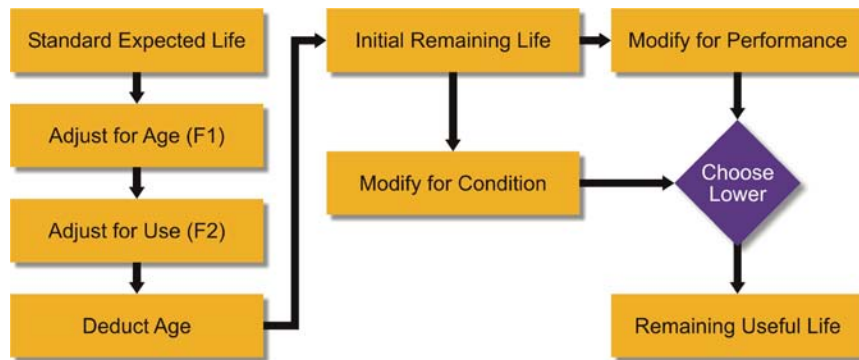 Standard Expected Life
Adjust for Age (F1)
Adjust for Use (F2)
Deduct Age
Initial Remaining Life
Modify for Condition
Modify for Performance
Choose
Lower
Remaining Useful Life